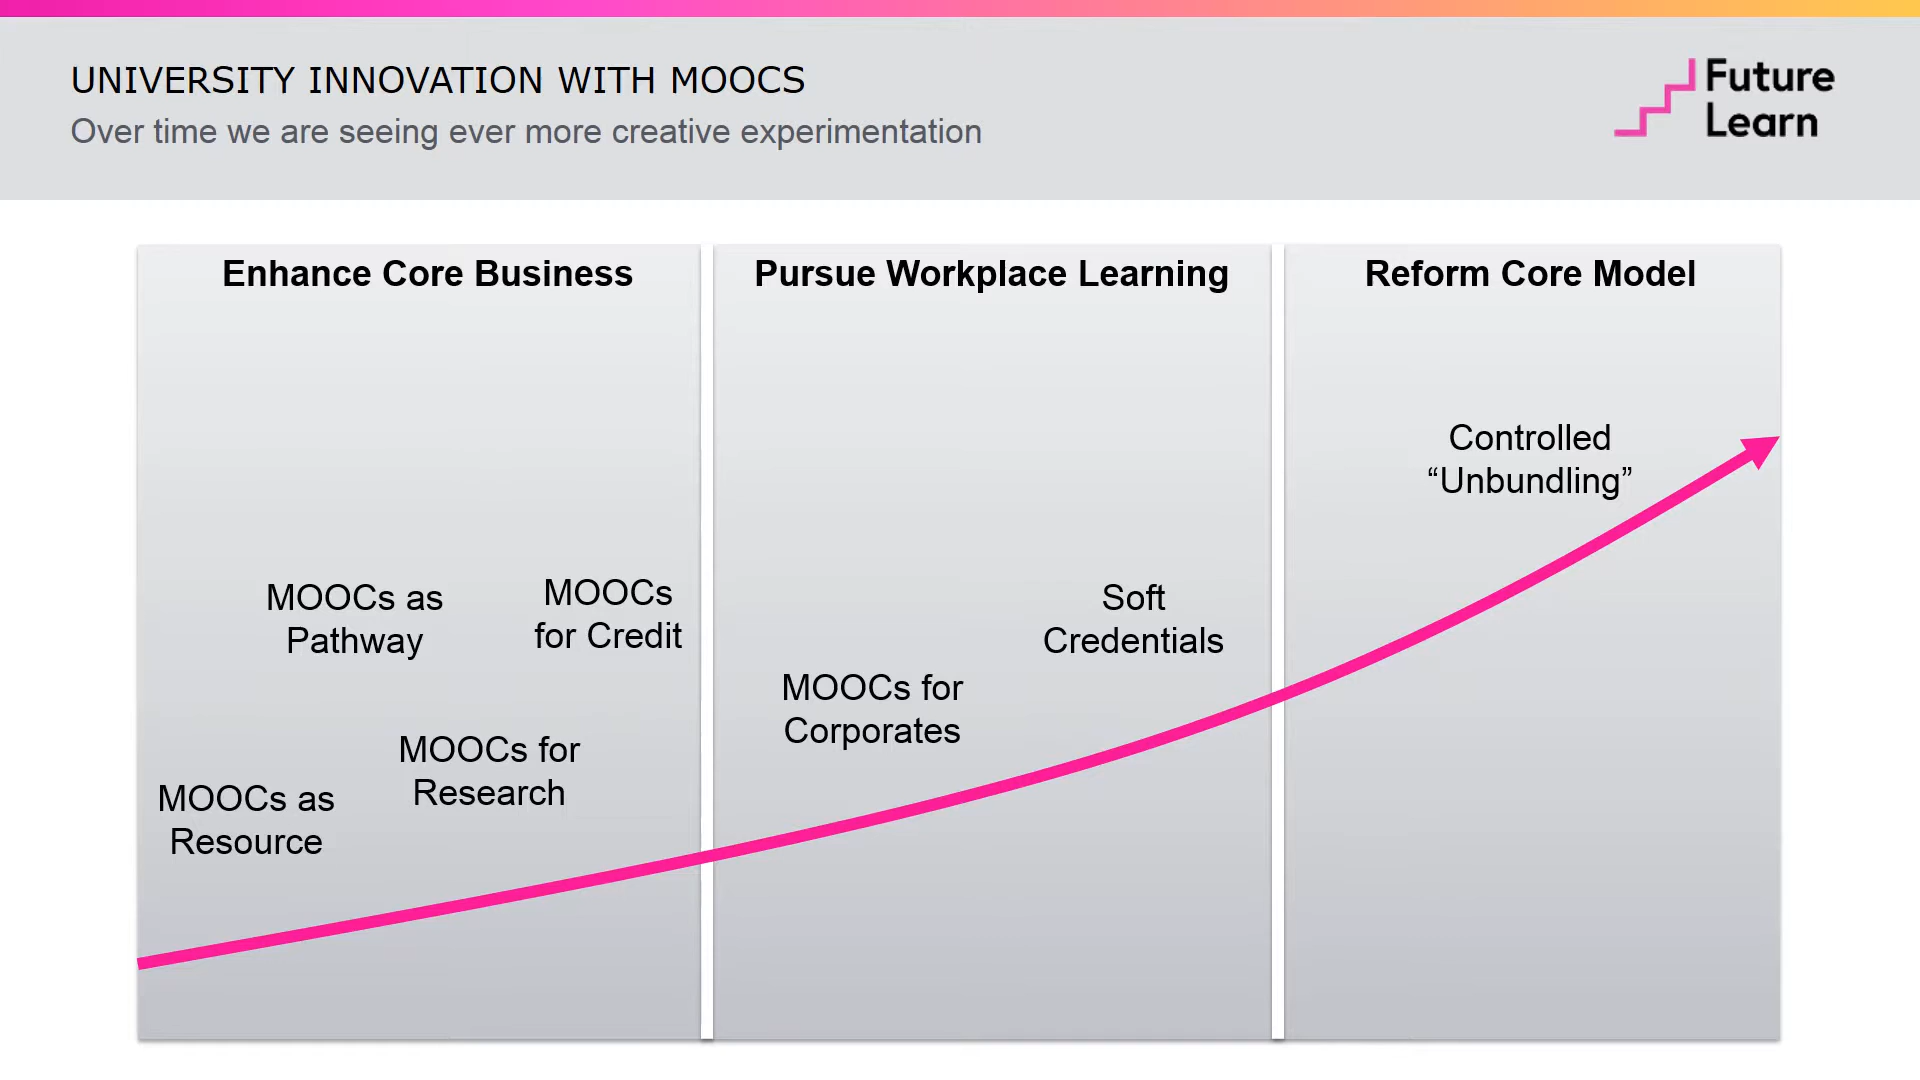 UNIVERSITY INNOVATION WITH MOOCS
Over time we are seeing ever more creative experimentation
Future
Learn
Enhance Core Business
MOOCs as
Pathway
MOOCs
for Credit
MOOCs for
Research
MOOCs as
Resource
Pursue Workplace Learning
Soft
Credentials
MOOCs for
Corporates
Reform Core Model
Controlled
“Unbundling”